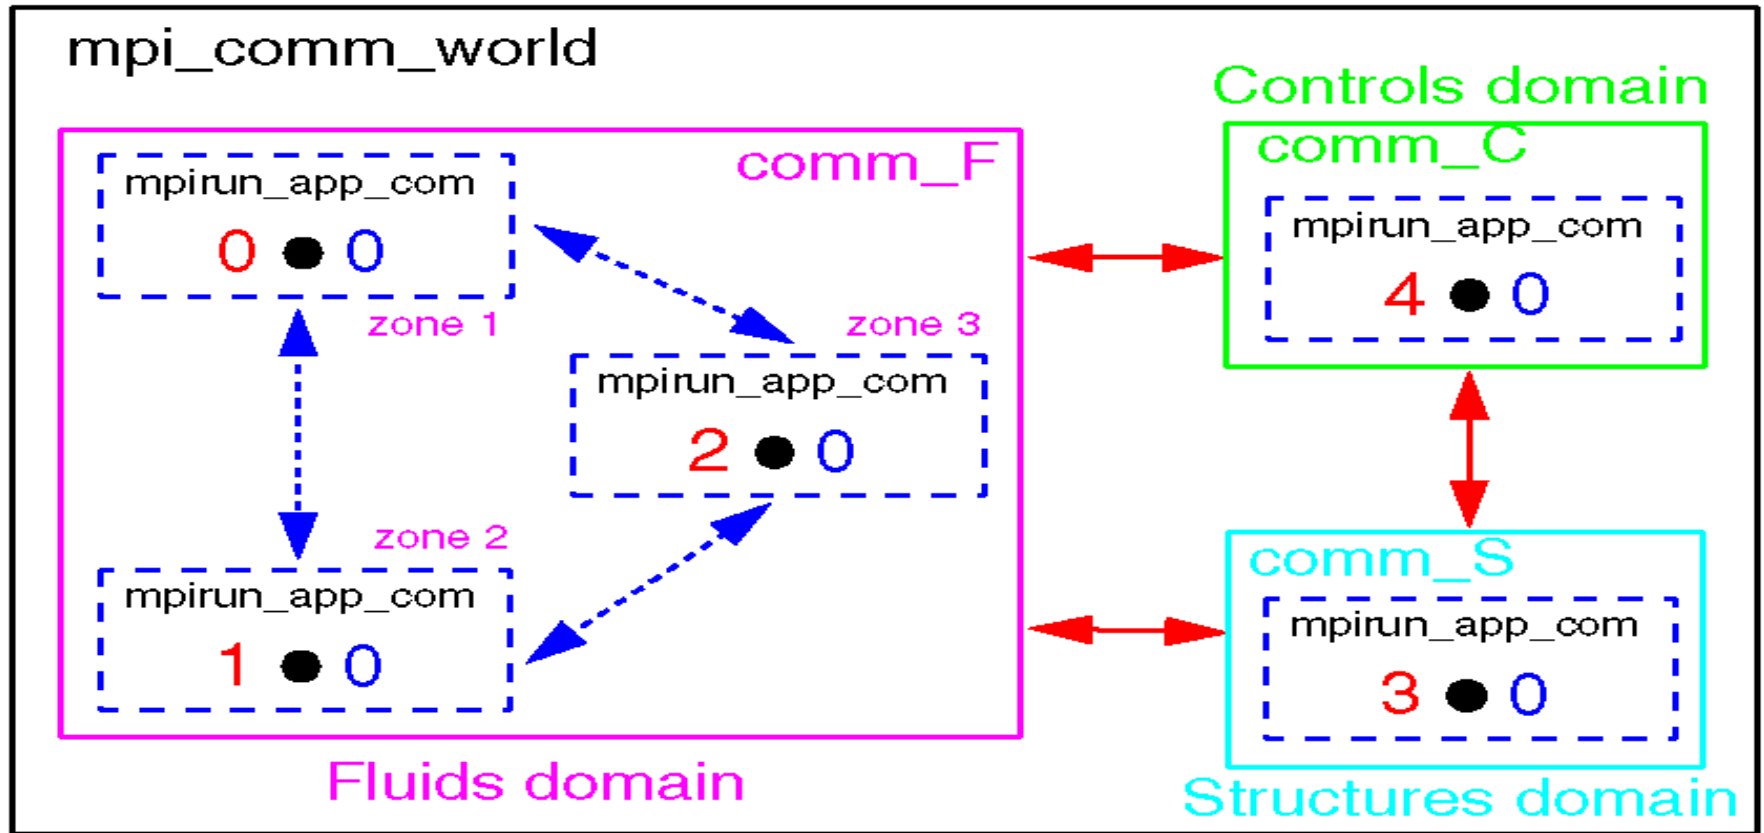 mpi_comm_world
Controls domain
comm_F
comm_C
mpirun_app_com
0 0
zone 1
zone 3
mpirun_app_com
4 0
mpirun_app_com
2 0
zone 2
mpirun_app_com
1 0
comm_S
mpirun_app_com
3 0
Fluids domain
Structures domain